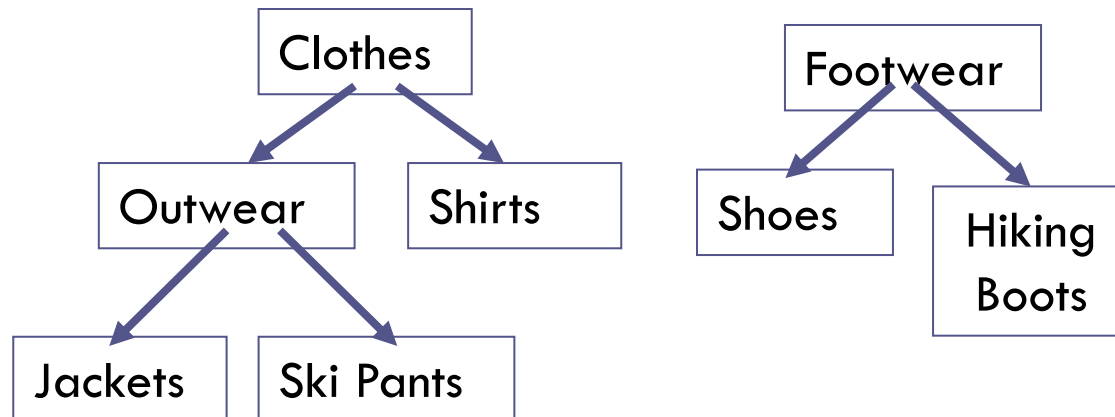 Clothes
Footwear
Outwear
Shirts
Shoes
Hiking
Boots
Jackets
Ski Pants